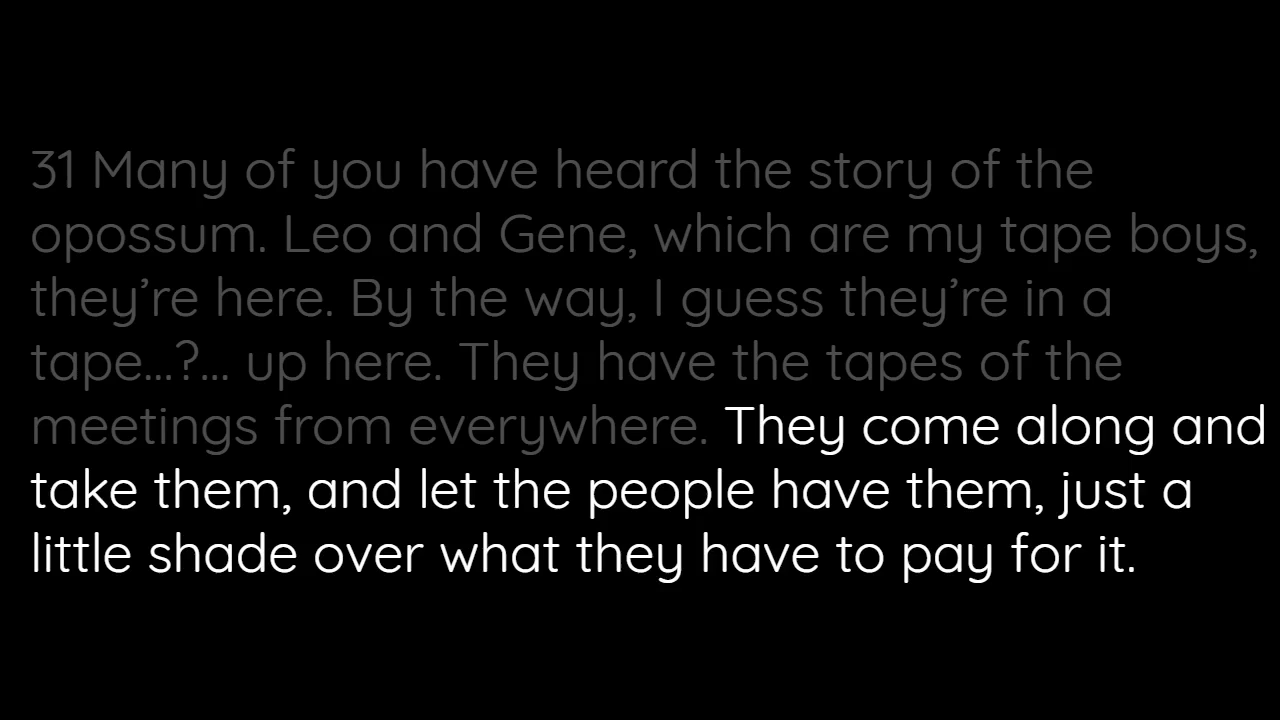 31 Many of you have heard the story of the
opossum. Leo and Gene, which are my tape boys,
they’re here. By the way, I guess they’re in a
tape...?... up here. They have the tapes of the
meetings from everywhere. They come along and
take them, and let the people have them, just a
little shade over what they have to pay for it.